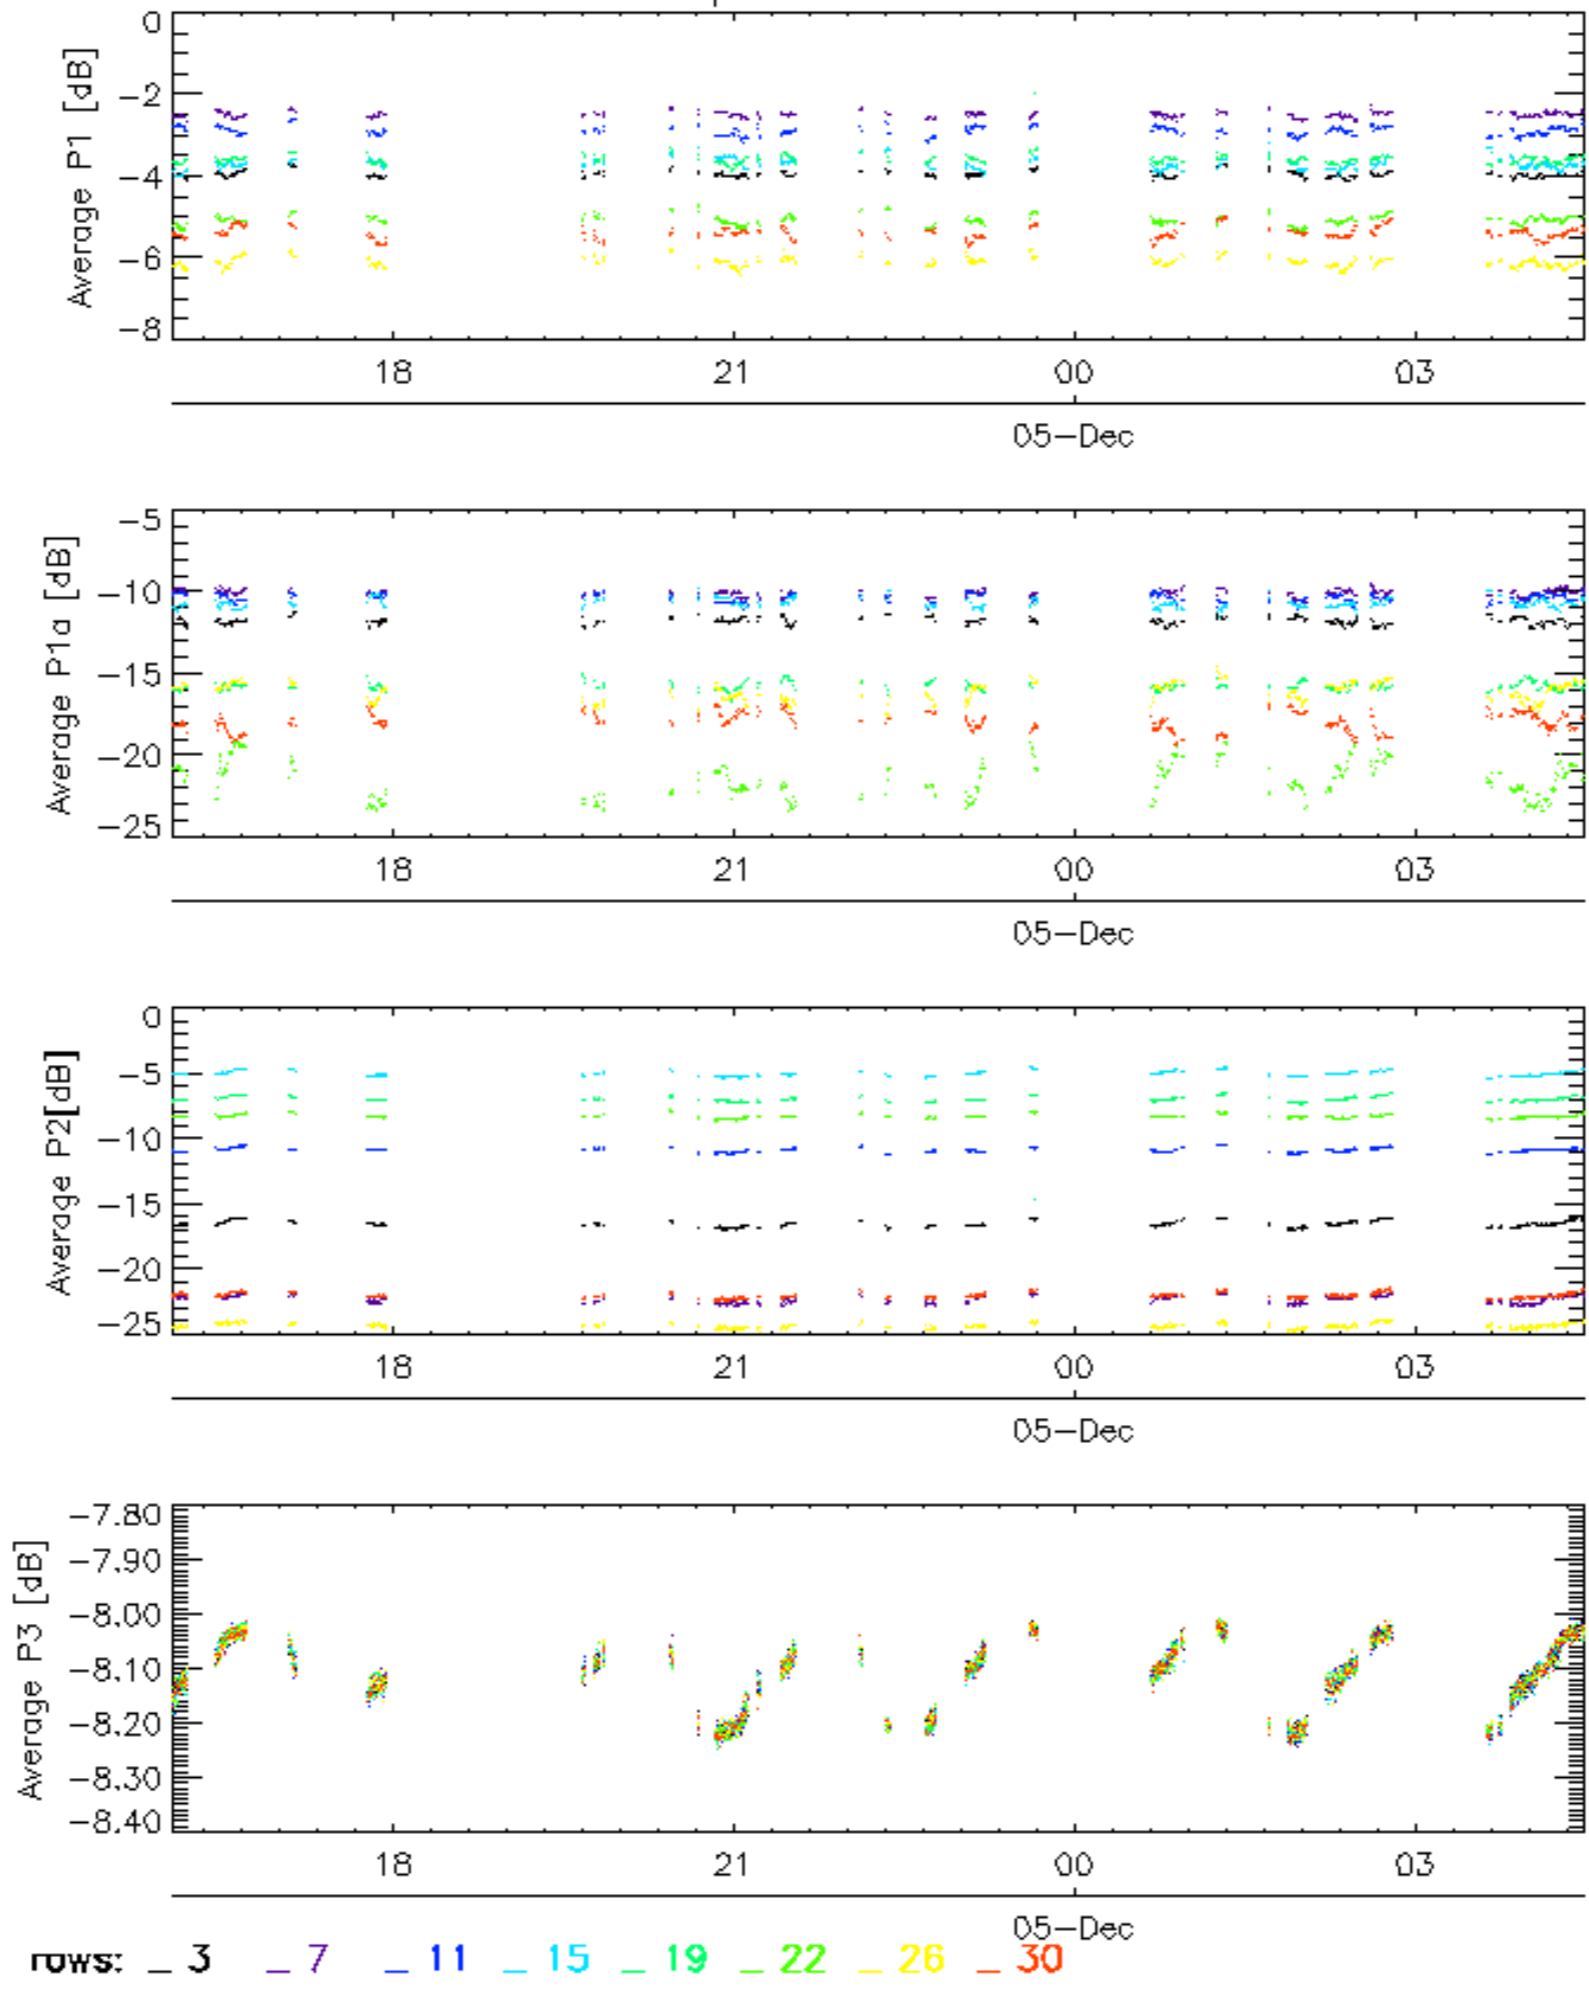 0
-2
-4
-6
-8
Average P1 [dB]
18 21 00 03
05-Dec
-5
-10
-15
-20
-25
Average P1a [dB]
18 21 00 03
05-Dec
0
-5
-10
-15
-20
-25
Average P2[dB]
18 21 00 03
05-Dec
-7.80
-7.90
-8.00
-8.10
-8.20
-8.30
-8.40
Average P3 [dB]
18 21 00 03
05-Dec
rows: _ 3 _ 7 _ 11 _ 15 _ 19 _ 22 _ 26 _ 30